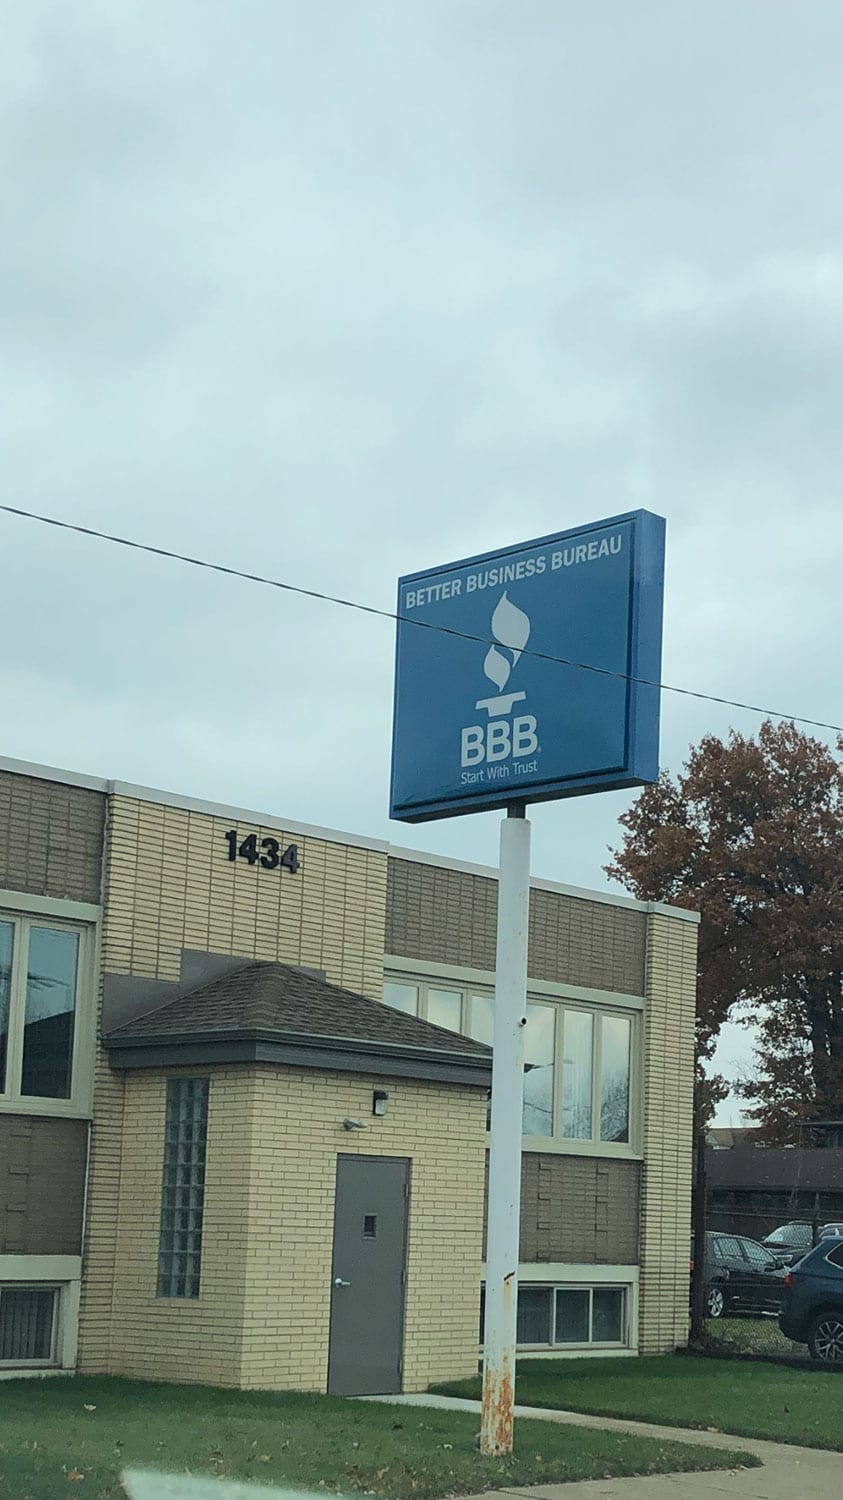 BETTER BUSINESS BUREAU
BBB®
Start With Trust
1434